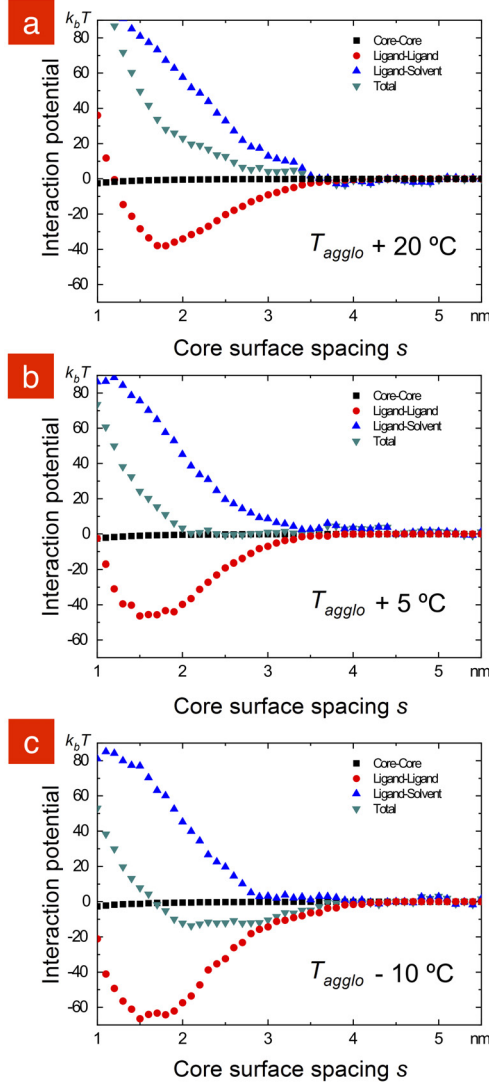 a
k_bT
80
60
40
20
0
-20
-40
-60
Interaction potential
Core-Core
Ligand-Ligand
Ligand-Solvent
Total
T_agglo + 20 ºC
1 2 3 4 5 nm
Core surface spacing s
b
k_bT
80
60
40
20
0
-20
-40
-60
Interaction potential
Core-Core
Ligand-Ligand
Ligand-Solvent
Total
T_agglo + 5 ºC
1 2 3 4 5 nm
Core surface spacing s
c
k_bT
80
60
40
20
0
-20
-40
-60
Interaction potential
Core-Core
Ligand-Ligand
Ligand-Solvent
Total
T_agglo - 10 ºC
1 2 3 4 5 nm
Core surface spacing s